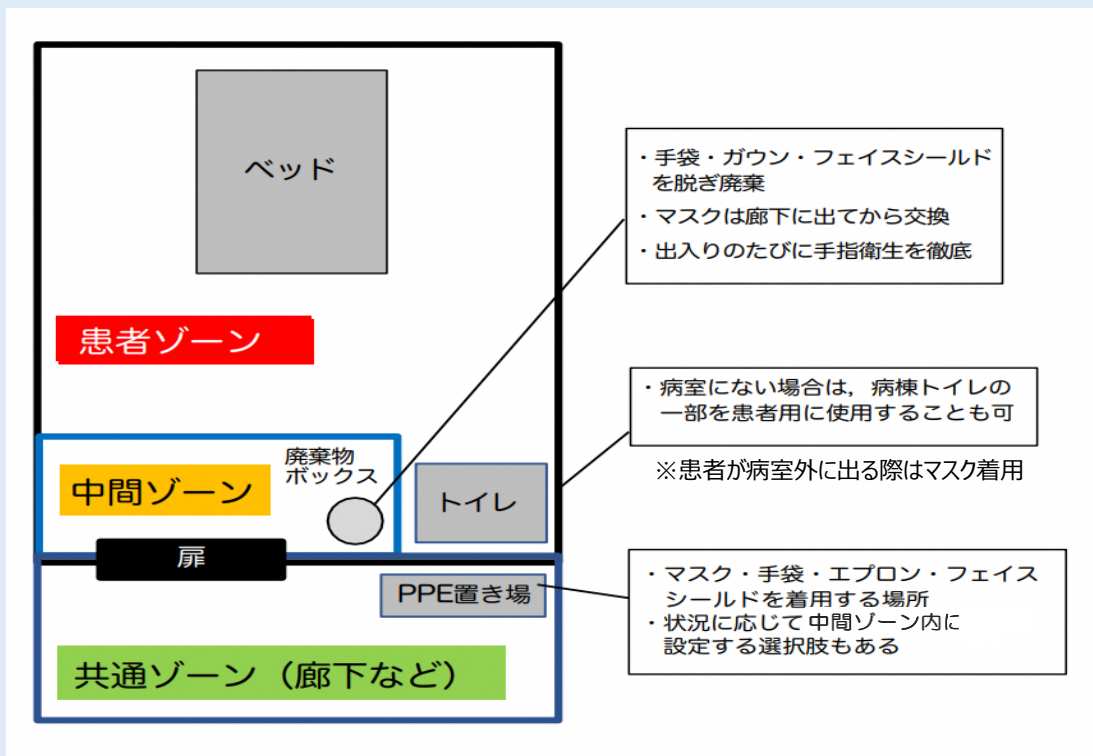 ベッド
・手袋・ガウン・フェイスシールド
を脱ぎ廃棄
・マスクは廊下に出てから交換
・出入りのたびに手指衛生を徹底
患者ゾーン
・病室にない場合は，病棟トイレの
一部を患者用に使用することも可
※患者が病室外に出る際はマスク着用
中間ゾーン
廃棄物
ボックス
トイレ
扉
PPE置き場
・マスク・手袋・エプロン・フェイス
シールドを着用する場所
・状況に応じて中間ゾーン内に
設定する選択肢もある
共通ゾーン（廊下など）